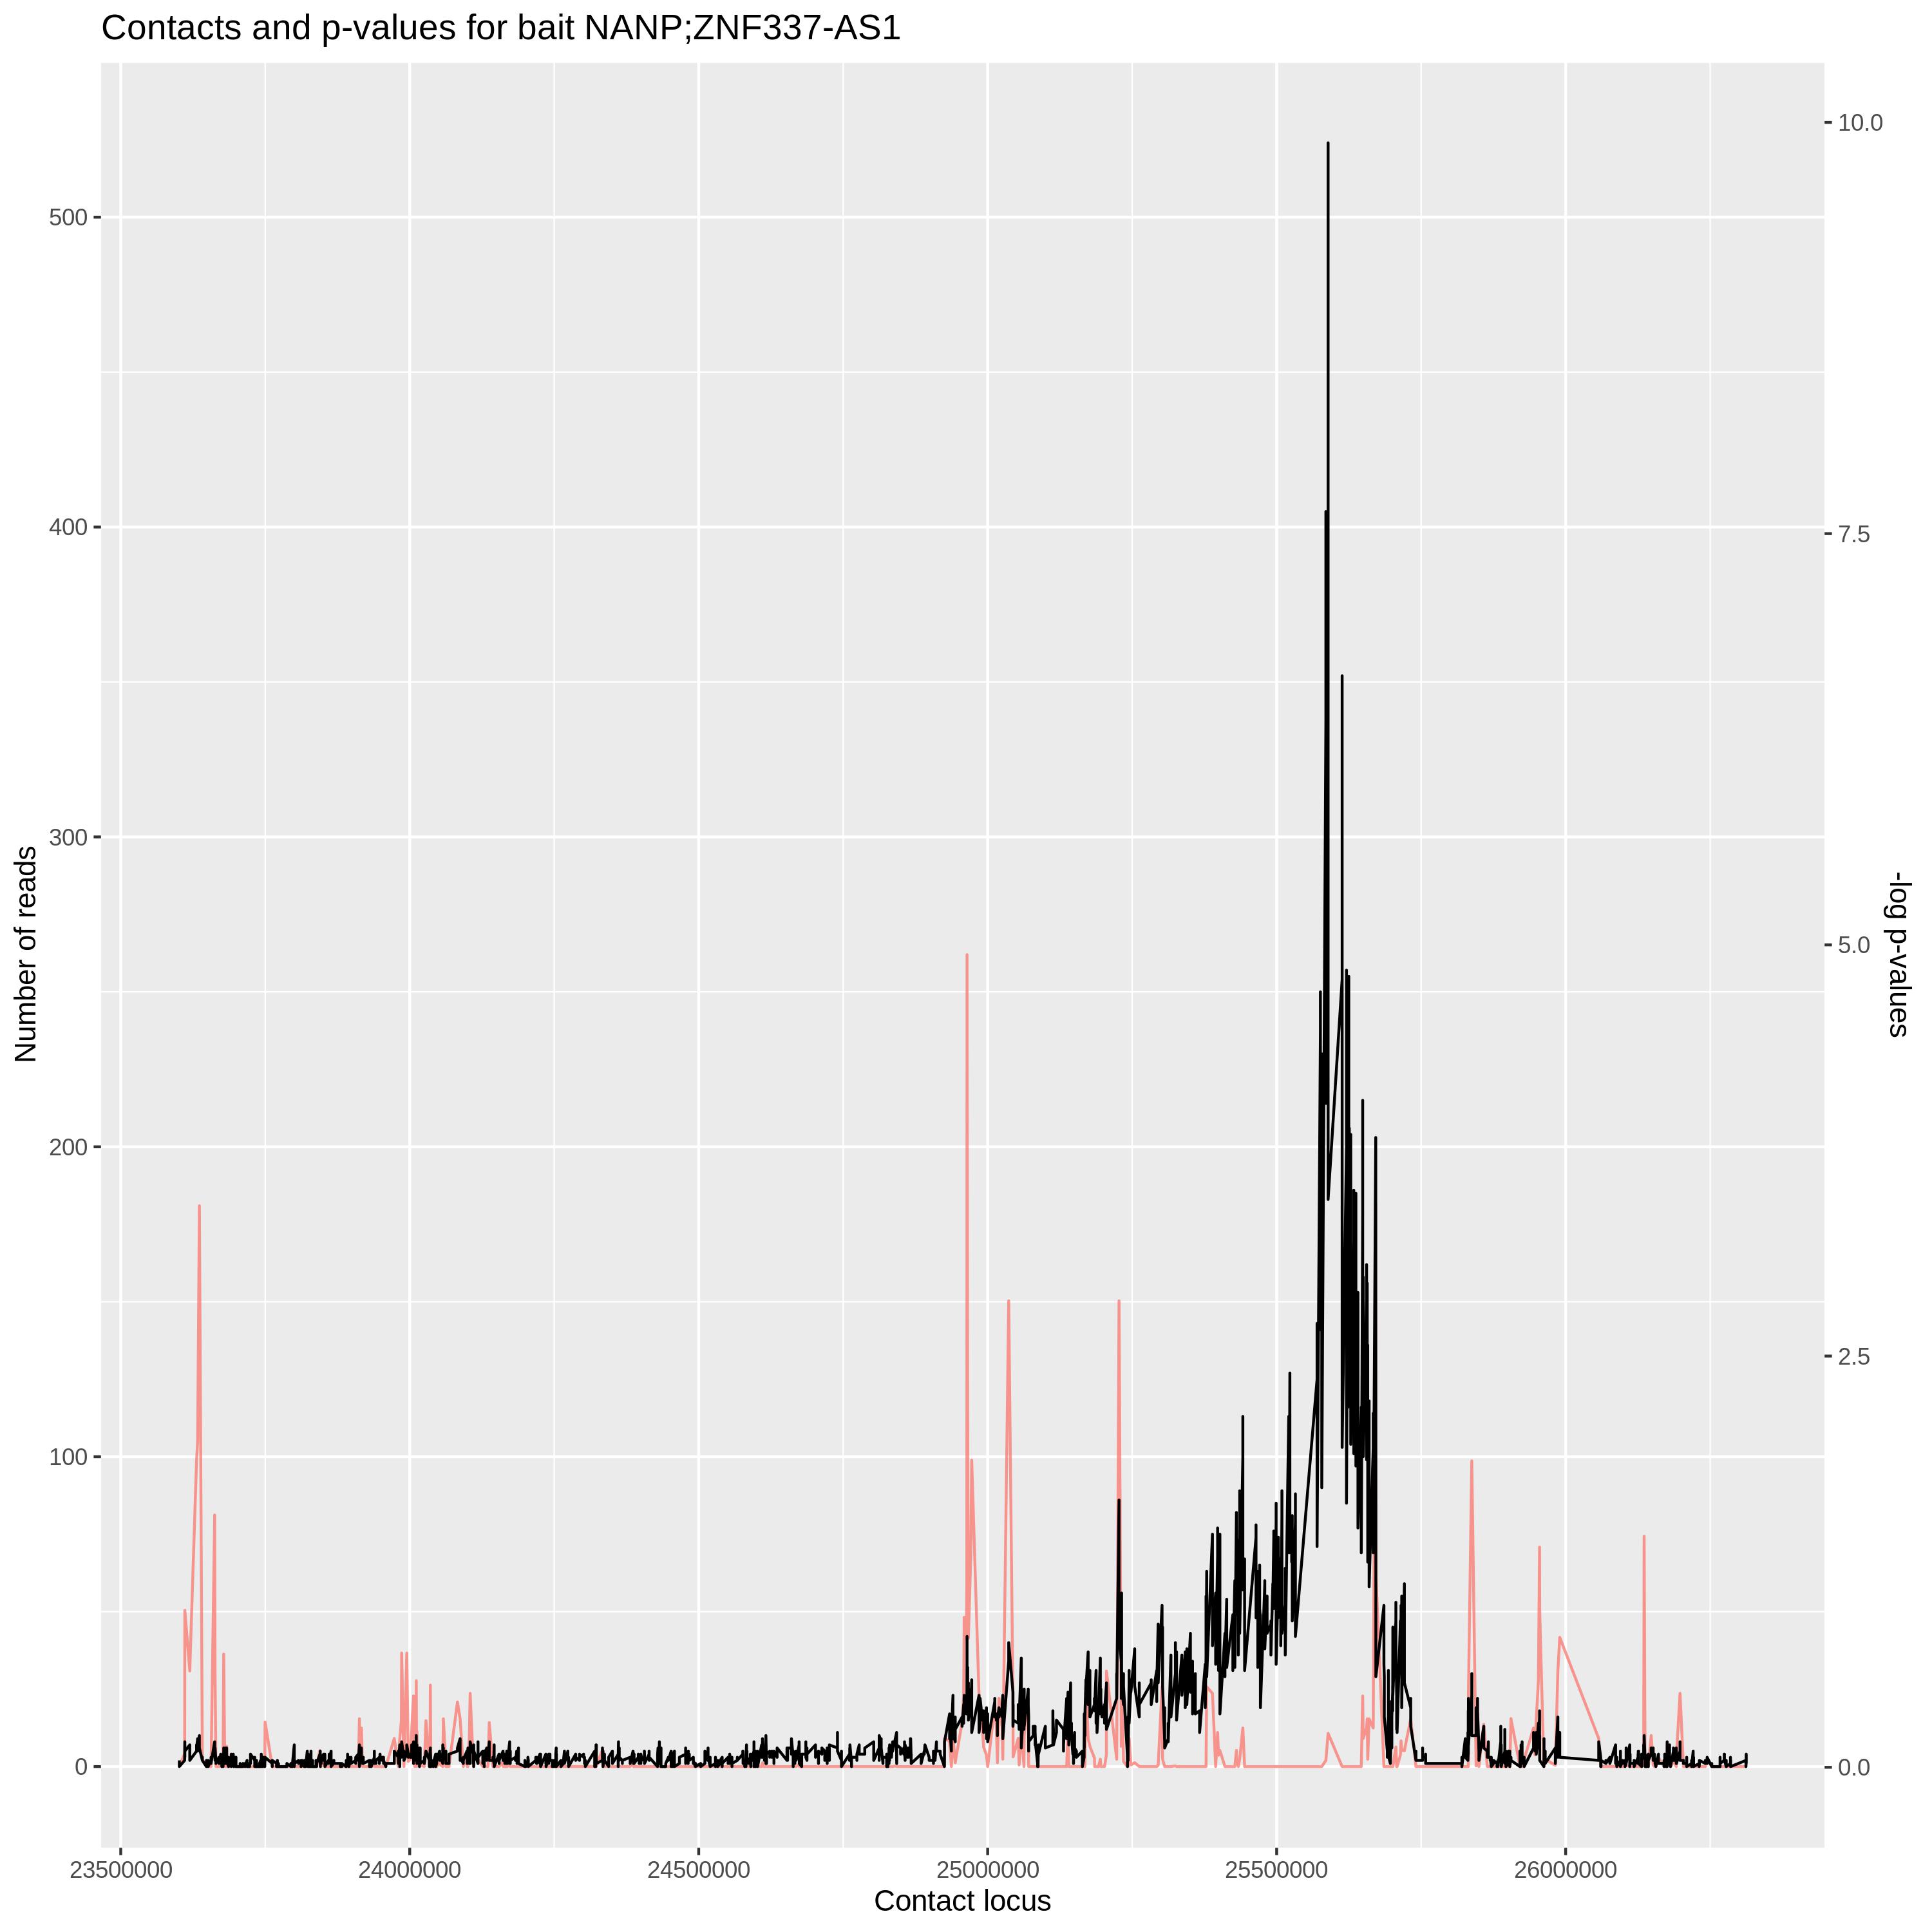 Contacts and p-values for bait NANP;ZNF337-AS1
Number of reads
500
400
300
200
100
0
10.0
7.5
5.0
2.5
0.0
-log p-values
23500000 24000000 24500000 25000000 25500000 26000000
Contact locus